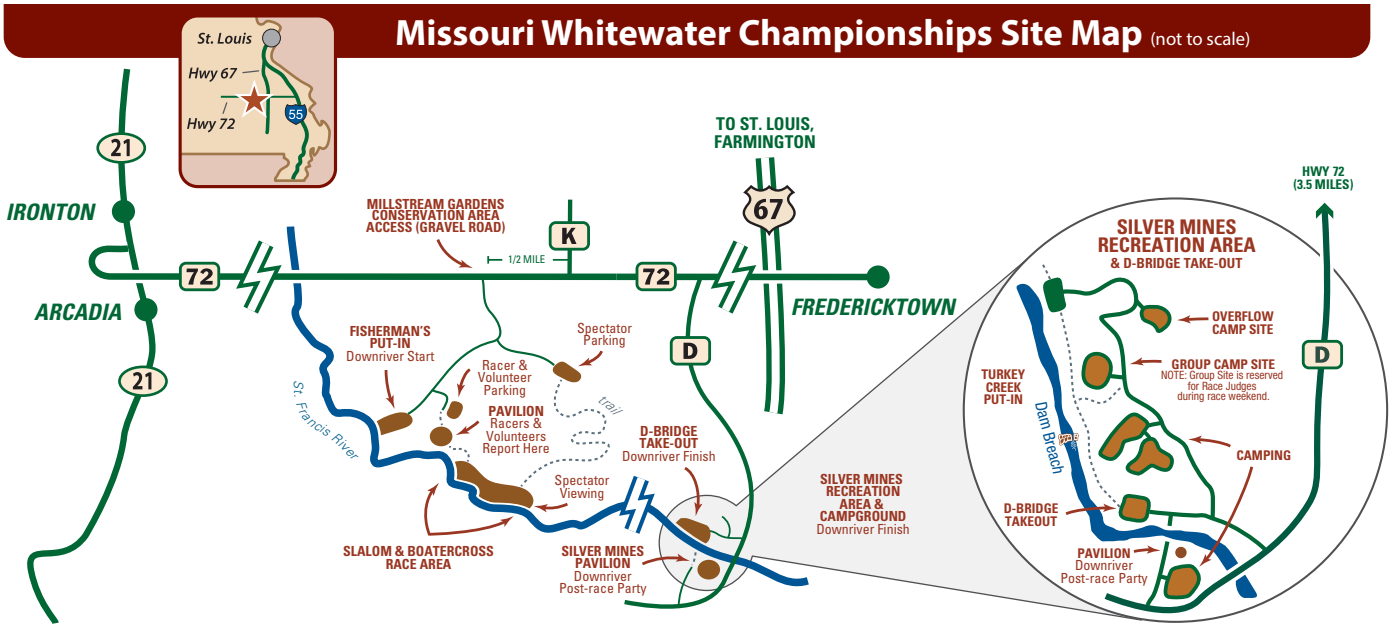 Missouri Whitewater Championships Site Map (not to scale)
St. Louis
Hwy 67
55
Hwy 72
21
IRONTON
72
ARCADIA
21
MILLSTREAM GARDENS
CONSERVATION AREA
ACCESS (GRAVEL ROAD)
K
1/2 MILE
72
TO ST. LOUIS,
FARMINGTON
67
FREDERICKTOWN
D
FISHERMAN'S
PUT-IN
Downriver Start
St. Francis River
Racer &
Volunteer
Parking
PAVILION
Racers &
Volunteers
Report Here
Spectator
Parking
trail
Spectator
Viewing
SLALOM & BOATERCROSS
RACE AREA
D-BRIDGE
TAKE-OUT
Downriver Finish
SILVER MINES
PAVILION
Downriver
Post-race Party
SILVER MINES
RECREATION
AREA &
CAMPGROUND
Downriver Finish
HWY 72
(3.5 MILES)
SILVER MINES
RECREATION AREA
& D-BRIDGE TAKE-OUT
OVERFLOW
CAMP SITE
GROUP CAMP SITE
NOTE: Group Site is reserved
for Race Judges
during race weekend.
D
TURKEY
CREEK
PUT-IN
Dam Breach
CAMPING
D-BRIDGE
TAKEOUT
PAVILION
Downriver
Post-race Party